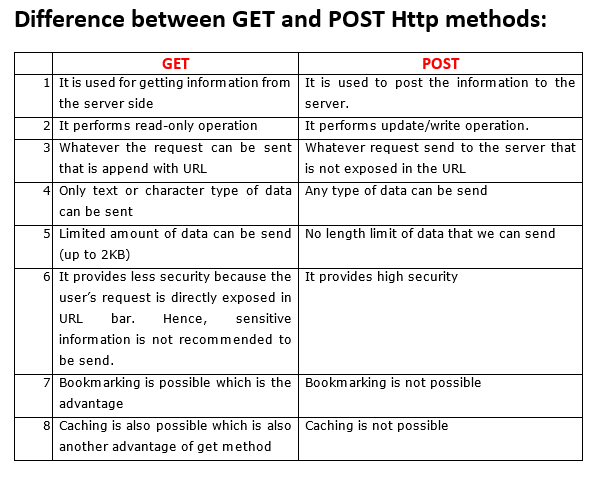 Difference between GET and POST Http methods:
GET POST
1 It is used for getting information from It is used to post the information to the
the server side server.
2 It performs read-only operation It performs update/write operation.
3 Whatever the request can be sent Whatever request send to the server that
that is append with URL is not exposed in the URL
4 Only text or character type of data Any type of data can be send
can be sent
5 Limited amount of data can be send No length limit of data that we can send
(up to 2KB)
6 It provides less security because the It provides high security
user's request is directly exposed in
URL bar. Hence, sensitive
information is not recommended to
be send.
7 Bookmarking is possible which is the Bookmarking is not possible
advantage
8 Caching is also possible which is also Caching is not possible
another advantage of get method